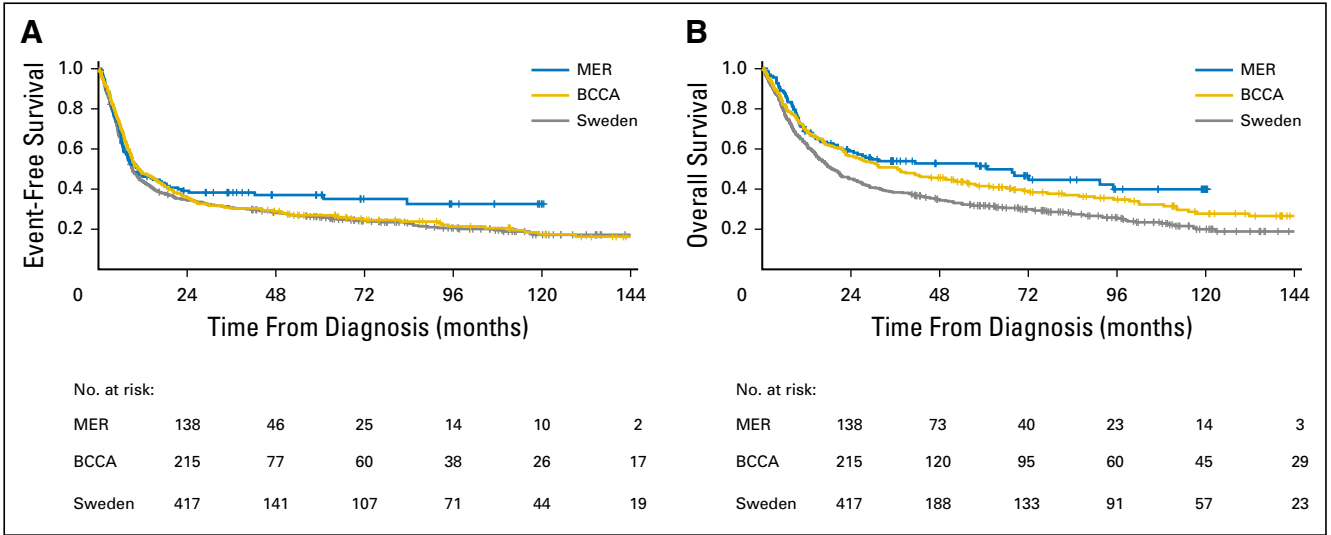 A
Event-Free Survival
1.0
0.8
0.6
0.4
0.2
0 24 48 72 96 120 144
Time From Diagnosis (months)
MER
BCCA
Sweden
No. at risk:
MER 138 46 25 14 10 2
BCCA 215 77 60 38 26 17
Sweden 417 141 107 71 44 19
B
Overall Survival
1.0
0.8
0.6
0.4
0.2
0 24 48 72 96 120 144
Time From Diagnosis (months)
MER
BCCA
Sweden
No. at risk:
MER 138 73 40 23 14 3
BCCA 215 120 95 60 45 29
Sweden 417 188 133 91 57 23